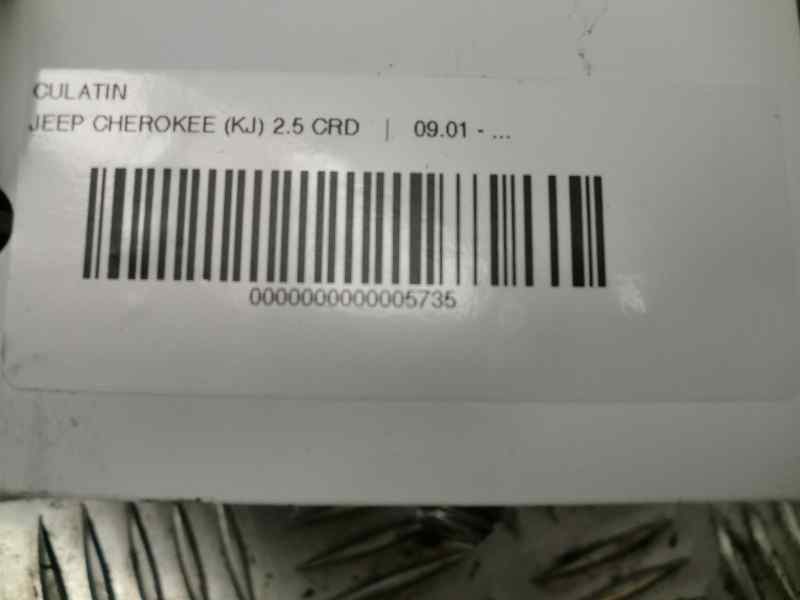 CULATIN
JEEP CHEROKEE (KJ) 2.5 CRD | 09.01 - ...
0000000000005735